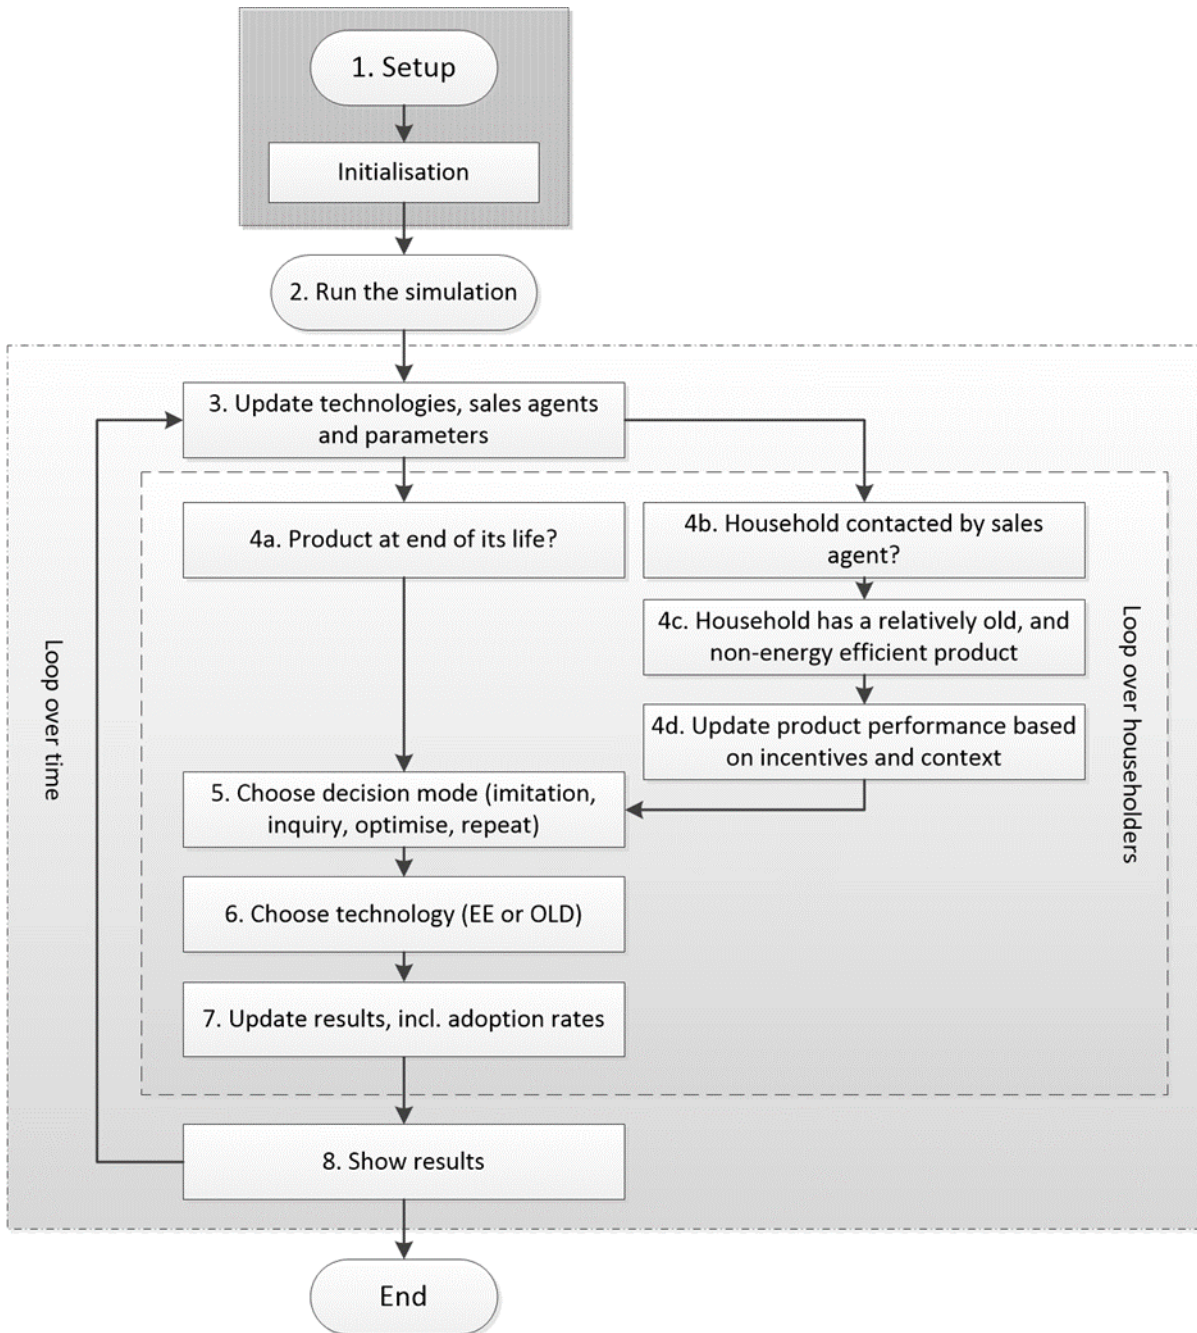 1. Setup
Initialisation
2. Run the simulation
3. Update technologies, sales agents
and parameters
4a. Product at end of its life?
4b. Household contacted by sales
agent?
4c. Household has a relatively old, and
non-energy efficient product
4d. Update product performance based
on incentives and context
5. Choose decision mode (imitation,
inquiry, optimise, repeat)
6. Choose technology (EE or OLD)
7. Update results, incl. adoption rates
8. Show results
End
Loop over time
Loop over householders